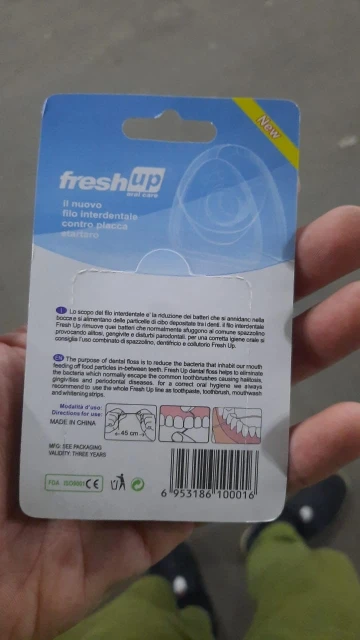 New
freshup
oral care
il nuovo
filo interdentale
contro placca
etartaro
I Lo scopo del filo interdentale e' la riduzione dei batteri che si annidano nella
bocca e si alimentano delle particelle di cibo depositate tra i denti. il filo interdentale
Fresh Up rimuove quei batteri che normalmente sfuggono al comune spazzolino
provocando alitosi, gengivite e disturbi parodontali, per una corretta igiene orale si
consiglia l'uso combinato di spazzolino, dentifricio e collutorio Fresh Up.
EN The purpose of dental floss is to reduce the bacteria that inhabit our mouth
feeding off food particles in-between teeth. Fresh Up dental floss helps to eliminate
the bacteria which normally escape the common toothbrushes causing halitosis,
gingivities and periodontal diseases. for a correct oral hygiene we always
recommend to use the whole Fresh Up line as toothpaste, toothbrush, mouthwash
and whitening strips.
Modalità d'uso:
Directions for use:
MADE IN CHINA
45 cm
MFG: SEE PACKAGING
VALIDITY: THREE YEARS
FDA ISO9001 CE
6 953186 100016